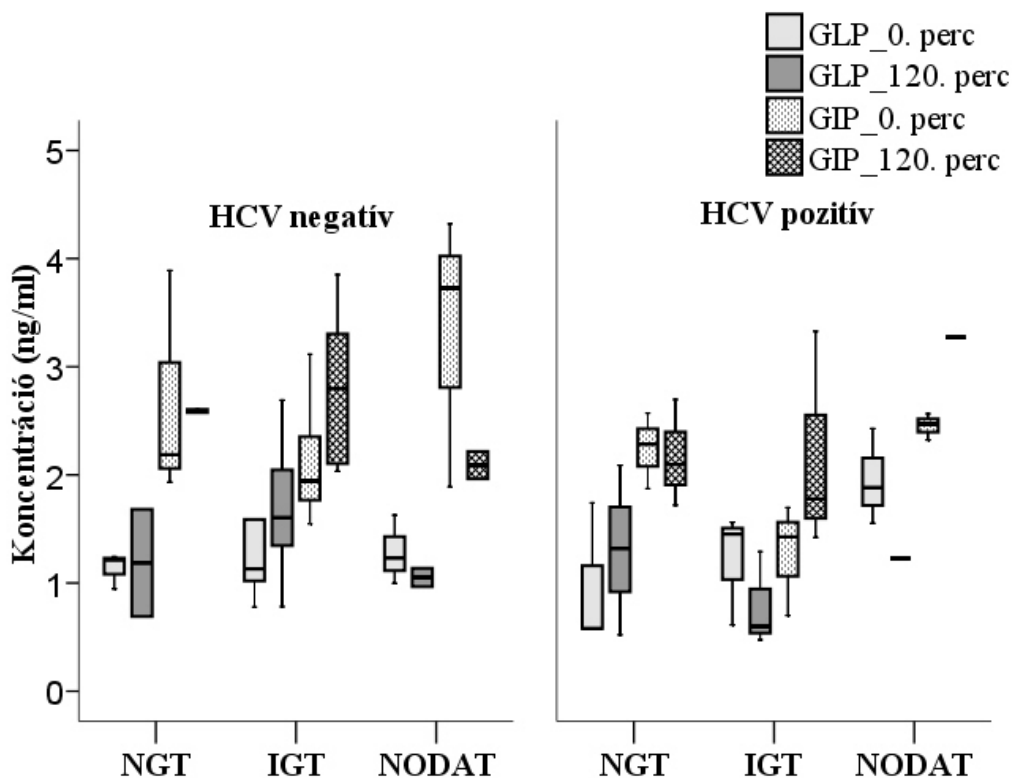 GLP_0. perc
GLP_120. perc
GIP_0. perc
GIP_120. perc
HCV negatív
HCV pozitív
Koncentráció (ng/ml)
5
4
3
2
1
0
NGT IGT NODAT
NGT IGT NODAT